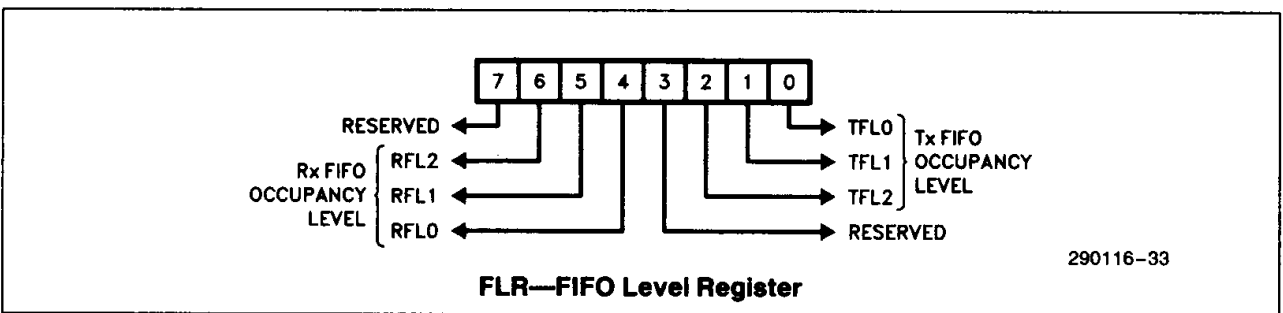 7 6 5 4 3 2 1 0
RESERVED
RFL2
RFL1
RFL0
Rx FIFO
OCCUPANCY
LEVEL
TFL0
TFL1
TFL2
Tx FIFO
OCCUPANCY
LEVEL
RESERVED
290116-33
FLR—FIFO Level Register